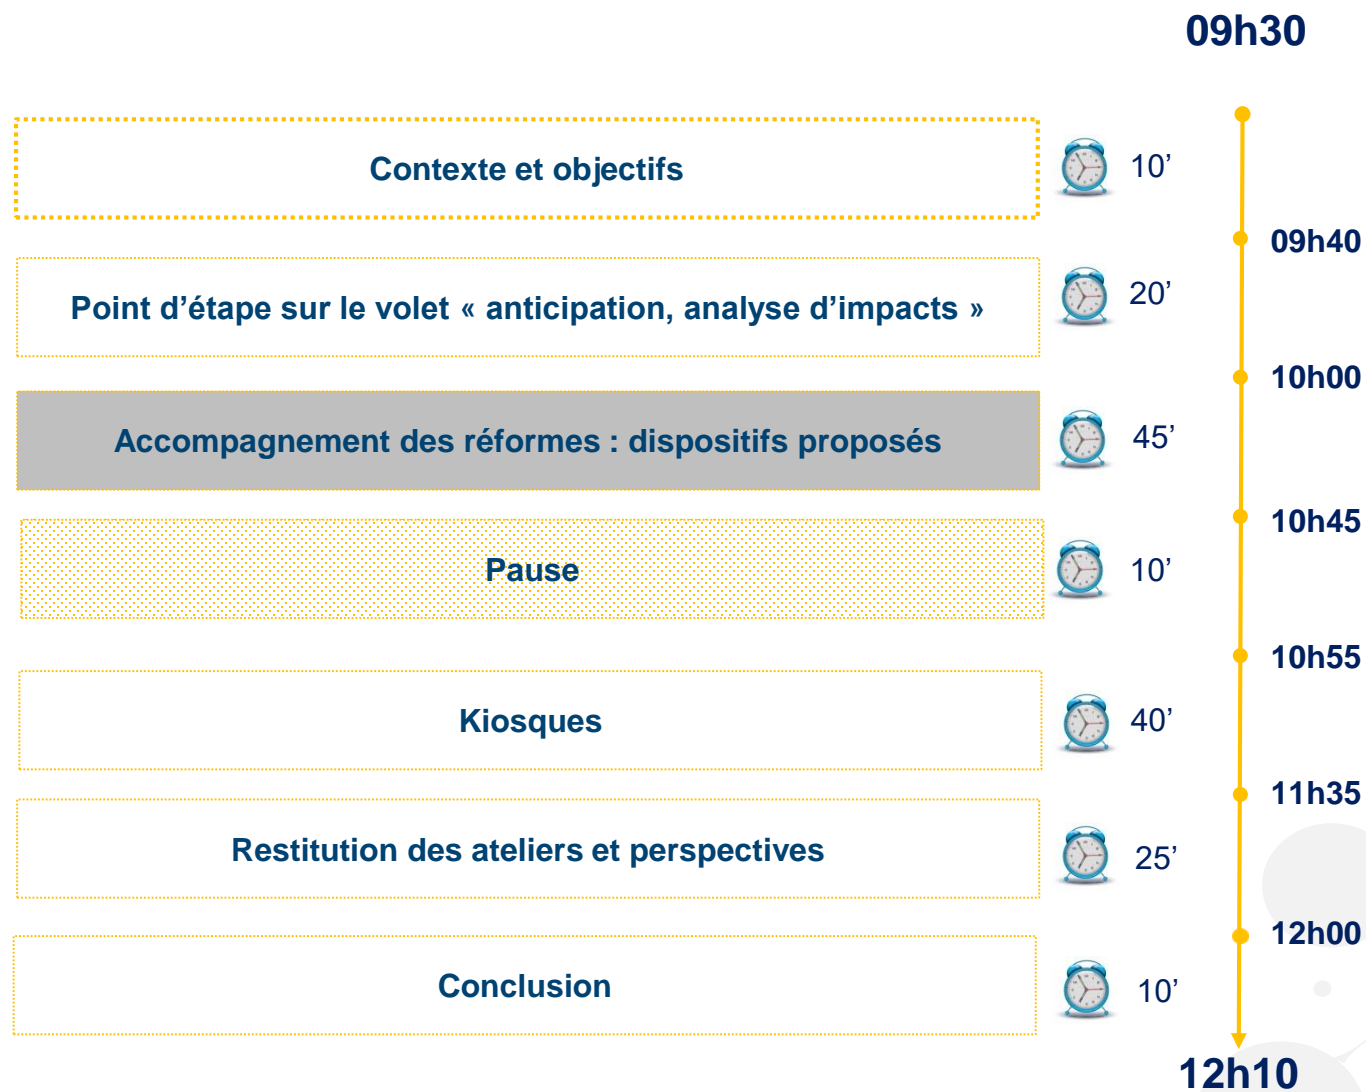 09h30
Contexte et objectifs
10’
09h40
Point d’étape sur le volet « anticipation, analyse d’impacts »
20’
10h00
Accompagnement des réformes : dispositifs proposés
45’
10h45
Pause
10’
10h55
Kiosques
40’
11h35
Restitution des ateliers et perspectives
25’
12h00
Conclusion
10’
12h10